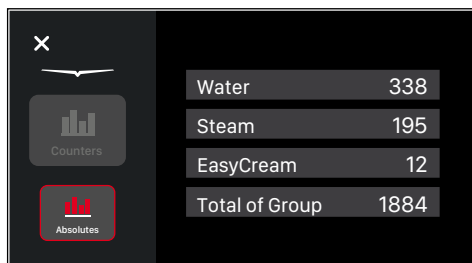 Counters
Absolutes
Water 338
Steam 195
EasyCream 12
Total of Group 1884